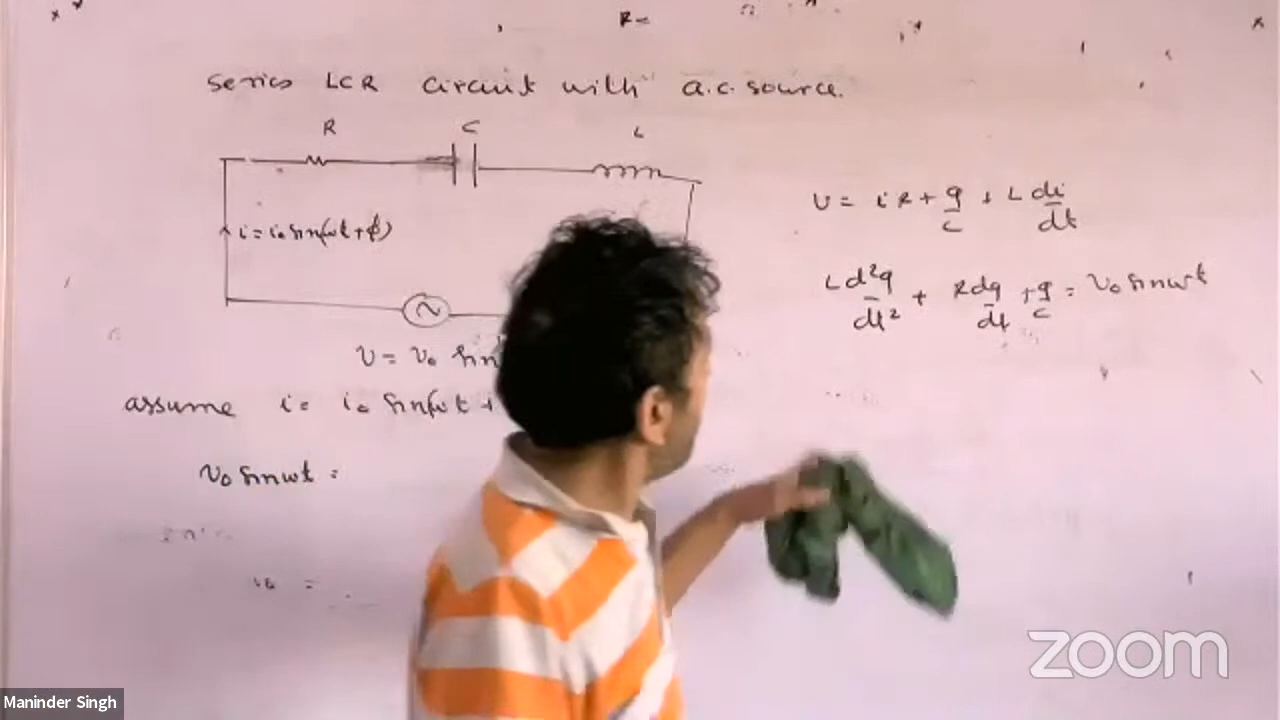 R=
Series LCR circuit with a.c. source.
R C L
i = i₀ sin(ωt+ϕ)
V = V₀ sin
assume i = i₀ sin(ωt +
V₀ sinωt =
V = iR + q/C + L di/dt
L d²q/dt² + R dq/dt + q/C = V₀ sinωt
zoom
Maninder Singh